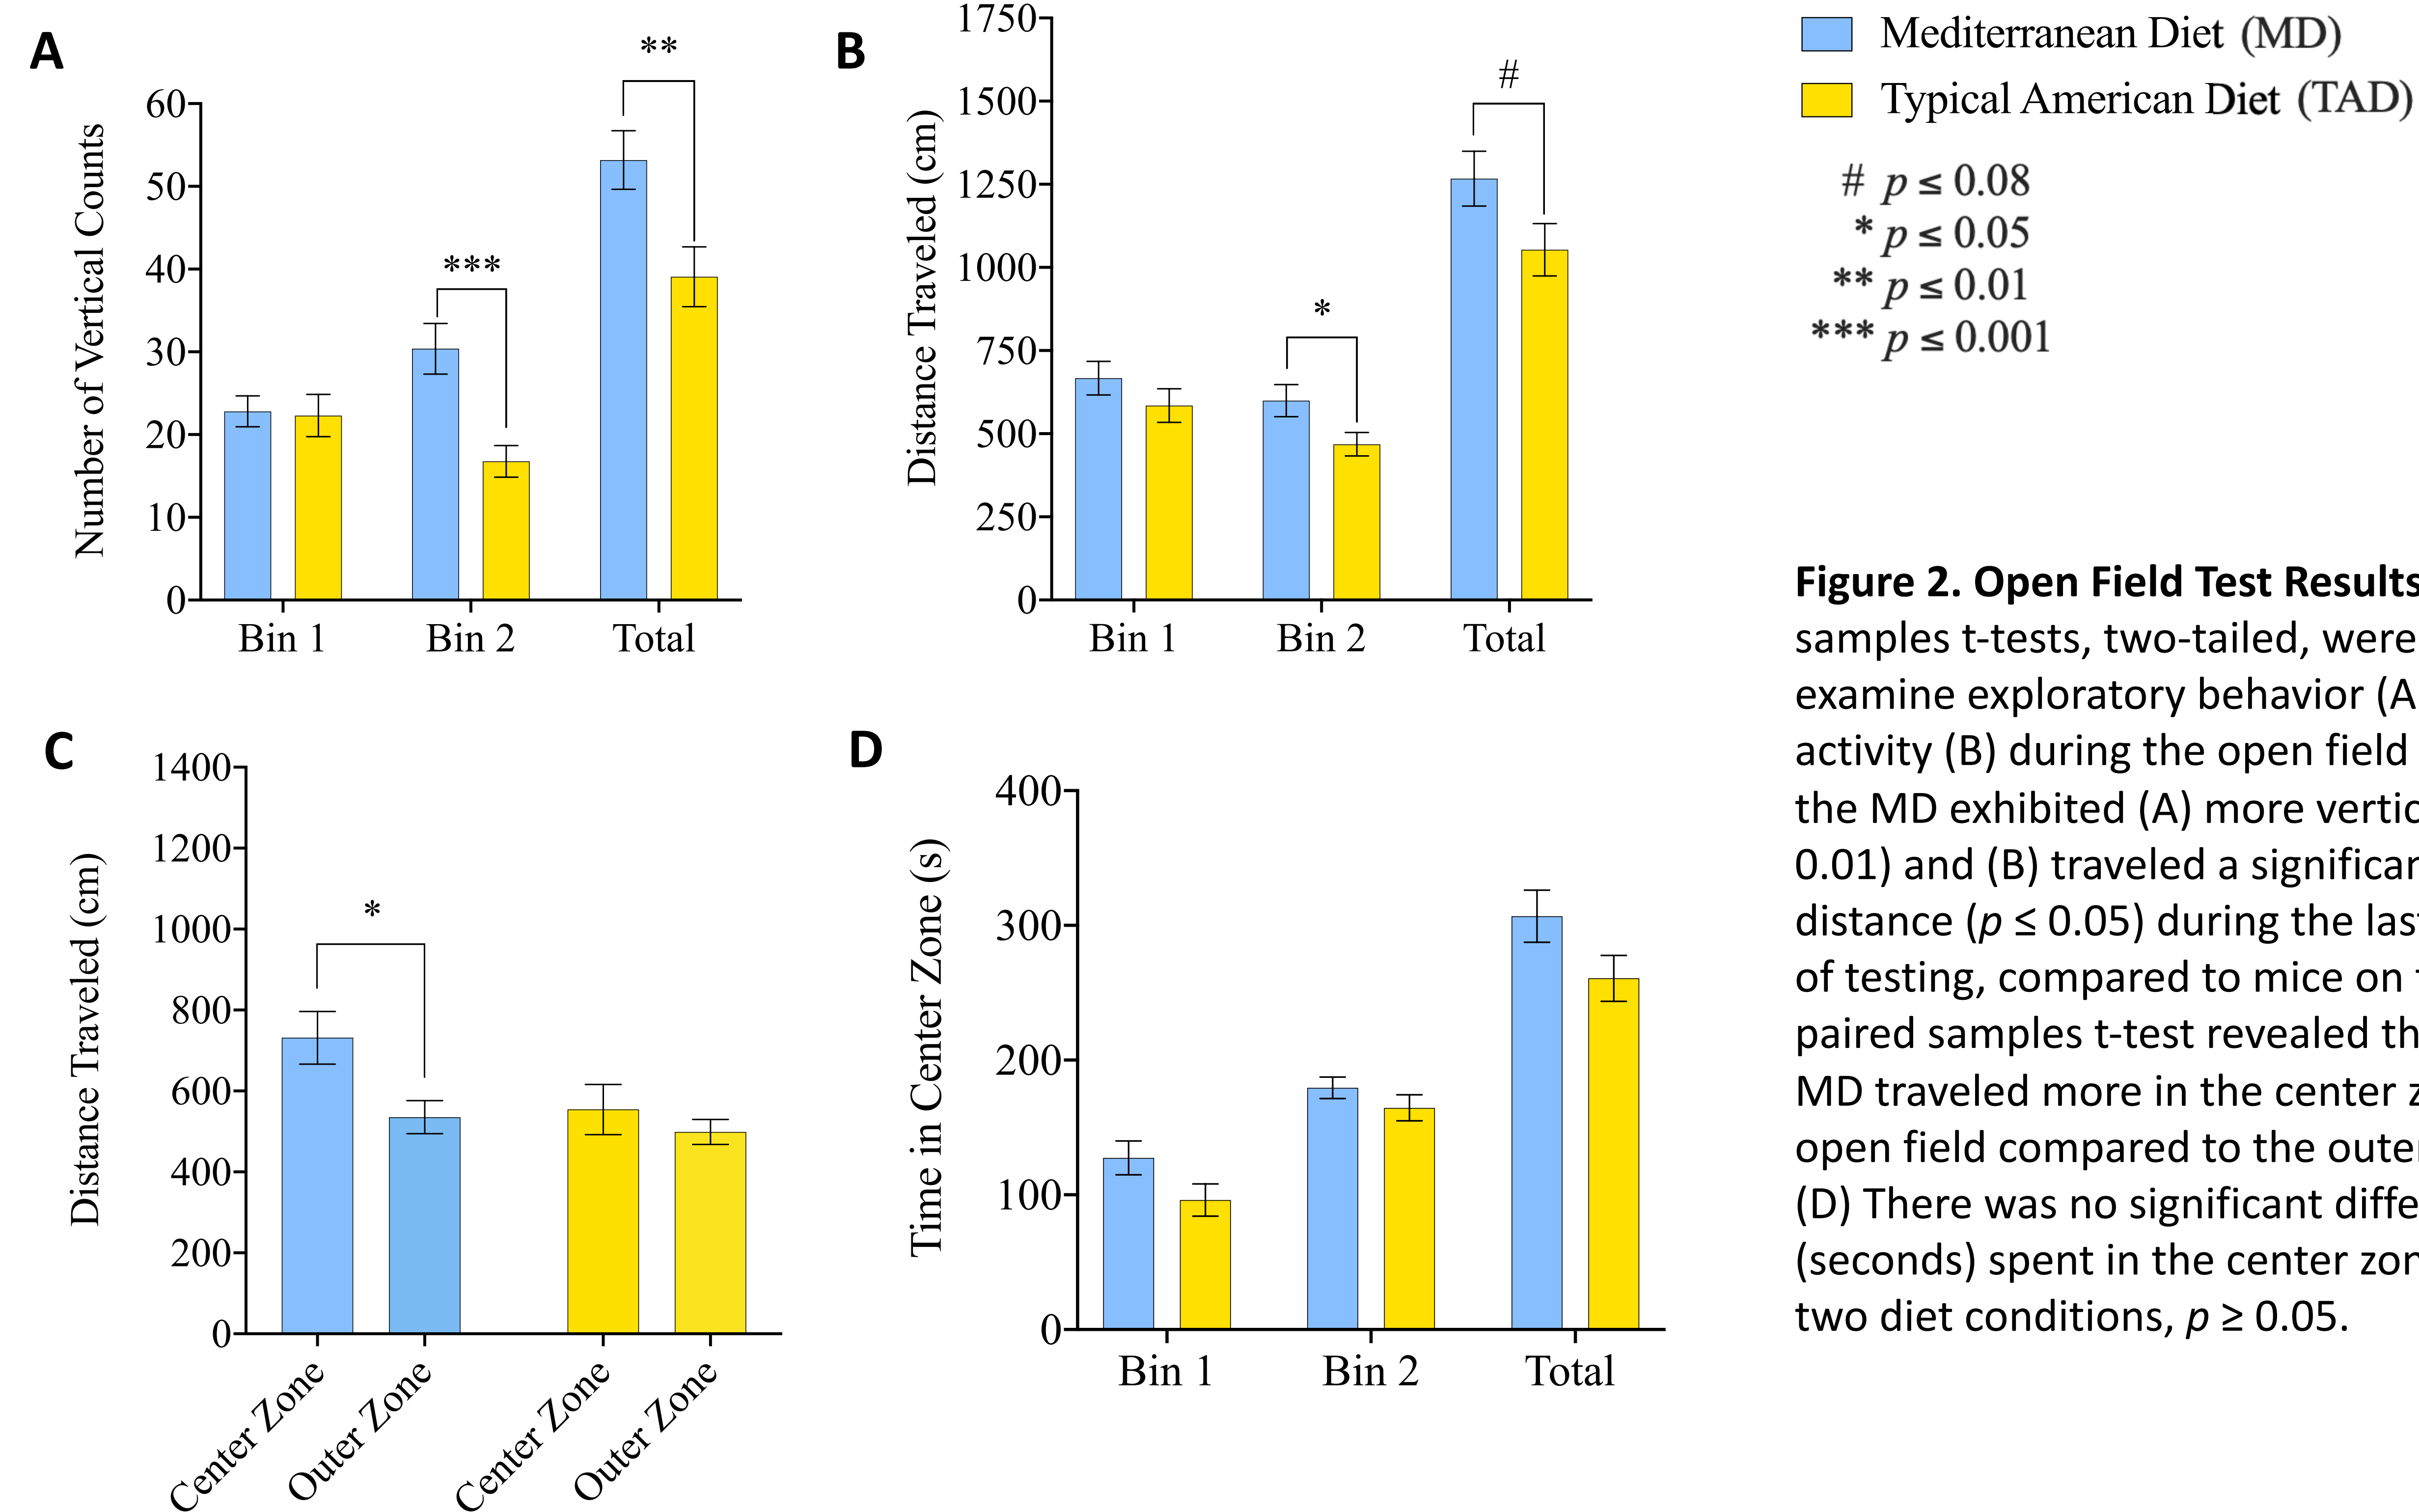 A
**
60
50
40
30
20
10
0
Number of Vertical Counts
***
Bin 1
Bin 2
Total
B
1750
1500
1250
1000
750
500
250
0
Distance Traveled (cm)
*
#
Bin 1
Bin 2
Total
Mediterranean Diet (MD)
Typical American Diet (TAD)
# p ≤ 0.08
* p ≤ 0.05
** p ≤ 0.01
*** p ≤ 0.001
C
1400
1200
1000
800
600
400
200
0
Distance Traveled (cm)
*
Center Zone
Outer Zone
Center Zone
Outer Zone
D
400
300
200
100
0
Time in Center Zone (s)
Bin 1
Bin 2
Total
Figure 2. Open Field Test Results
samples t-tests, two-tailed, were
examine exploratory behavior (A
activity (B) during the open field
the MD exhibited (A) more vertic
0.01) and (B) traveled a significan
distance (p ≤ 0.05) during the las
of testing, compared to mice on
paired samples t-test revealed th
MD traveled more in the center
open field compared to the oute
(D) There was no significant diffe
(seconds) spent in the center zon
two diet conditions, p ≥ 0.05.